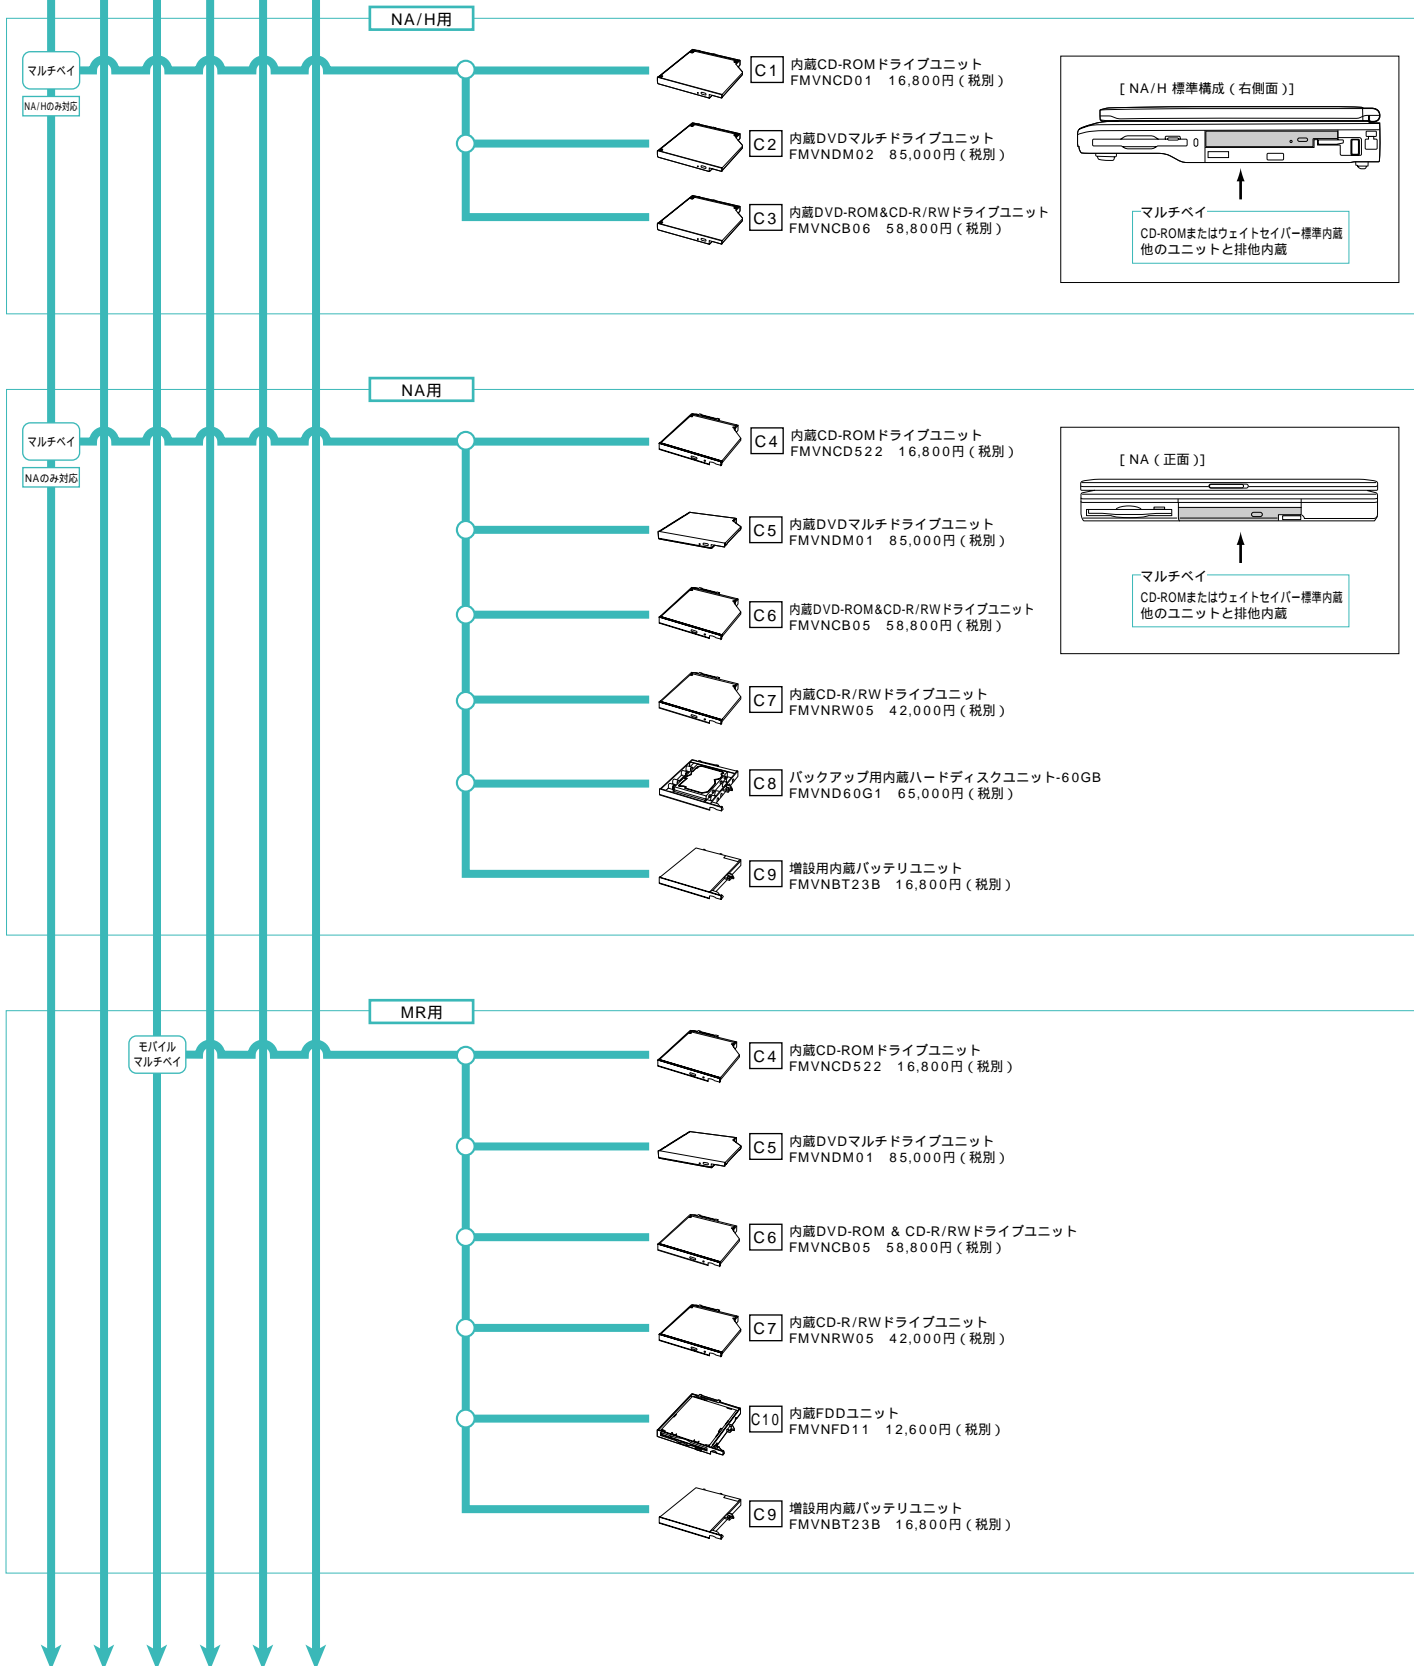 NA/H用
マルチベイ
NA/Hのみ対応
C1 内蔵CD-ROMドライブユニット
FMVNCD01 16,800円(税別)
C2 内蔵DVDマルチドライブユニット
FMVNDM02 85,000円(税別)
C3 内蔵DVD-ROM&CD-R/RWドライブユニット
FMVNCB06 58,800円(税別)
[ NA/H 標準構成(右側面)]
マルチベイ
CD-ROMまたはウェイトセイバー標準内蔵
他のユニットと排他内蔵
NA用
マルチベイ
NAのみ対応
C4 内蔵CD-ROMドライブユニット
FMVNCD522 16,800円(税別)
C5 内蔵DVDマルチドライブユニット
FMVNDM01 85,000円(税別)
C6 内蔵DVD-ROM&CD-R/RWドライブユニット
FMVNCB05 58,800円(税別)
C7 内蔵CD-R/RWドライブユニット
FMVNRW05 42,000円(税別)
C8 バックアップ用内蔵ハードディスクユニット-60GB
FMVND60G1 65,000円(税別)
C9 増設用内蔵バッテリユニット
FMVNBT23B 16,800円(税別)
[ NA(正面)]
マルチベイ
CD-ROMまたはウェイトセイバー標準内蔵
他のユニットと排他内蔵
MR用
モバイル
マルチベイ
C4 内蔵CD-ROMドライブユニット
FMVNCD522 16,800円(税別)
C5 内蔵DVDマルチドライブユニット
FMVNDM01 85,000円(税別)
C6 内蔵DVD-ROM & CD-R/RWドライブユニット
FMVNCB05 58,800円(税別)
C7 内蔵CD-R/RWドライブユニット
FMVNRW05 42,000円(税別)
C10 内蔵FDDユニット
FMVNFD11 12,600円(税別)
C9 増設用内蔵バッテリユニット
FMVNBT23B 16,800円(税別)